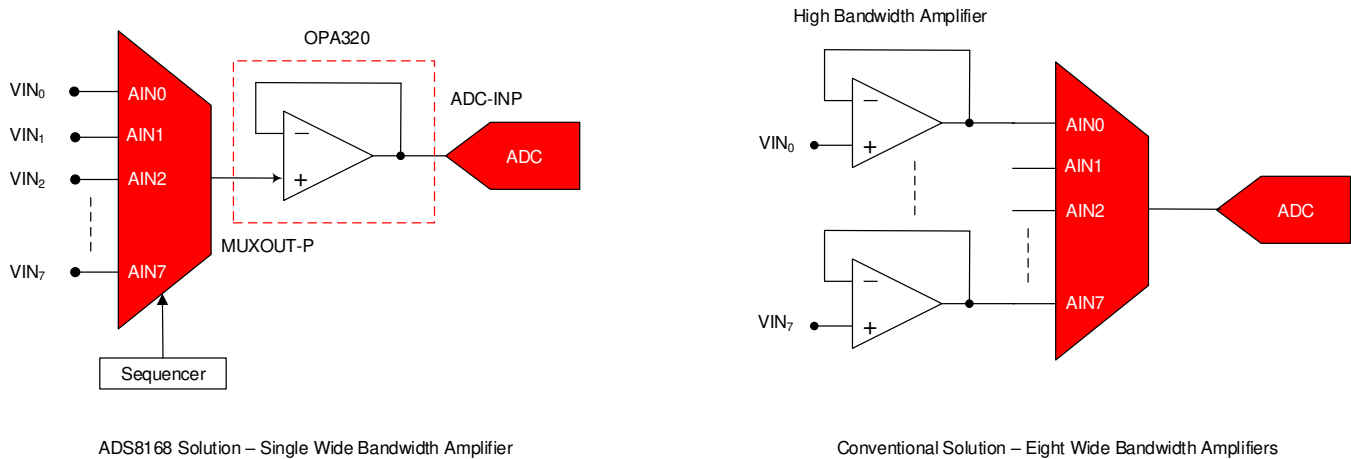 High Bandwidth Amplifier
OPA320
VIN0
VIN1
VIN2
VIN7
AIN0
AIN1
AIN2
AIN7
−
+
ADC-INP
ADC
MUXOUT-P
Sequencer
ADS8168 Solution – Single Wide Bandwidth Amplifier
VIN0
−
+
VIN7
−
+
AIN0
AIN1
AIN2
AIN7
ADC
Conventional Solution – Eight Wide Bandwidth Amplifiers